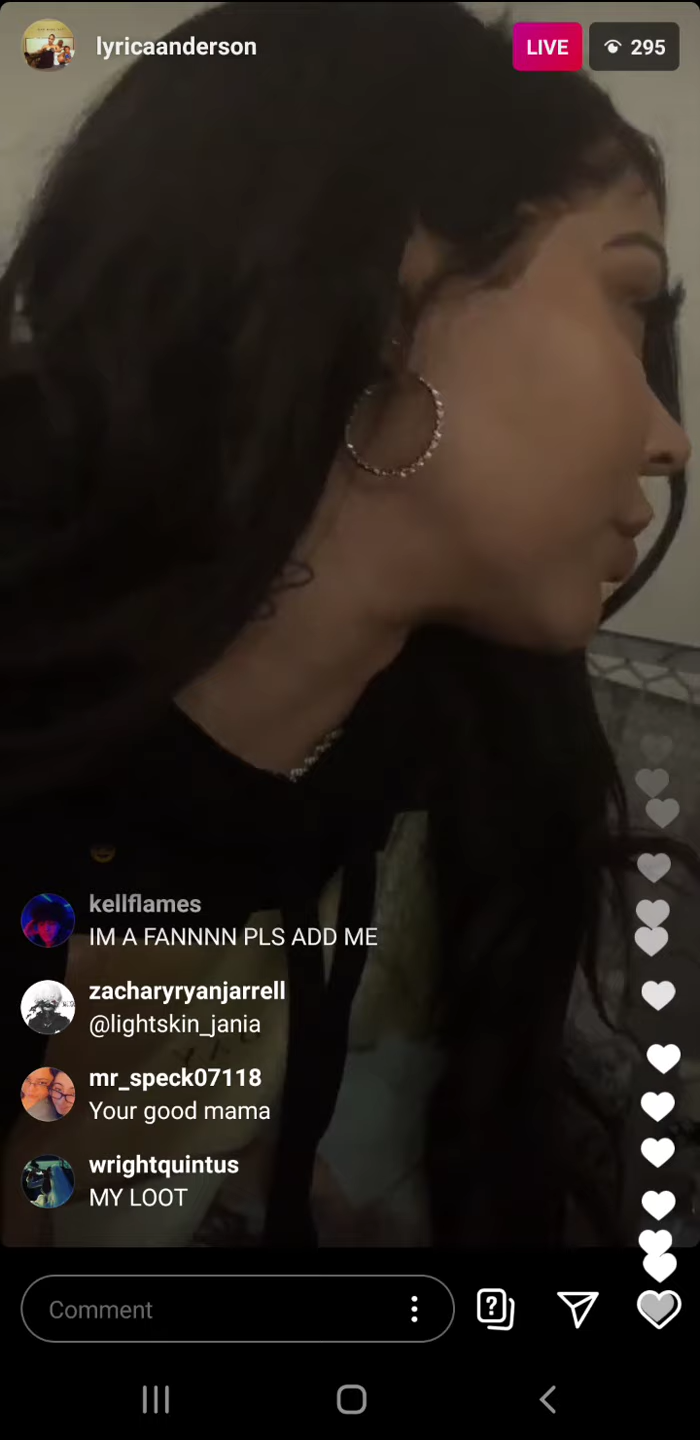 lyricaanderson
LIVE
295
kellflames
IM A FANNNN PLS ADD ME
zacharyryanjarrell
@lightskin_jania
mr_speck07118
Your good mama
wrightquintus
MY LOOT
Comment